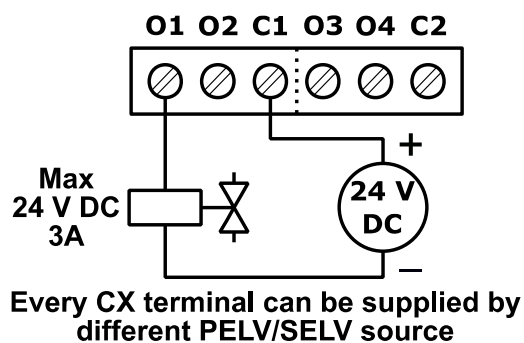 O1 O2 C1 O3 O4 C2
+
Max
24 V DC
3A
24 V
DC
–
Every CX terminal can be supplied by
different PELV/SELV source